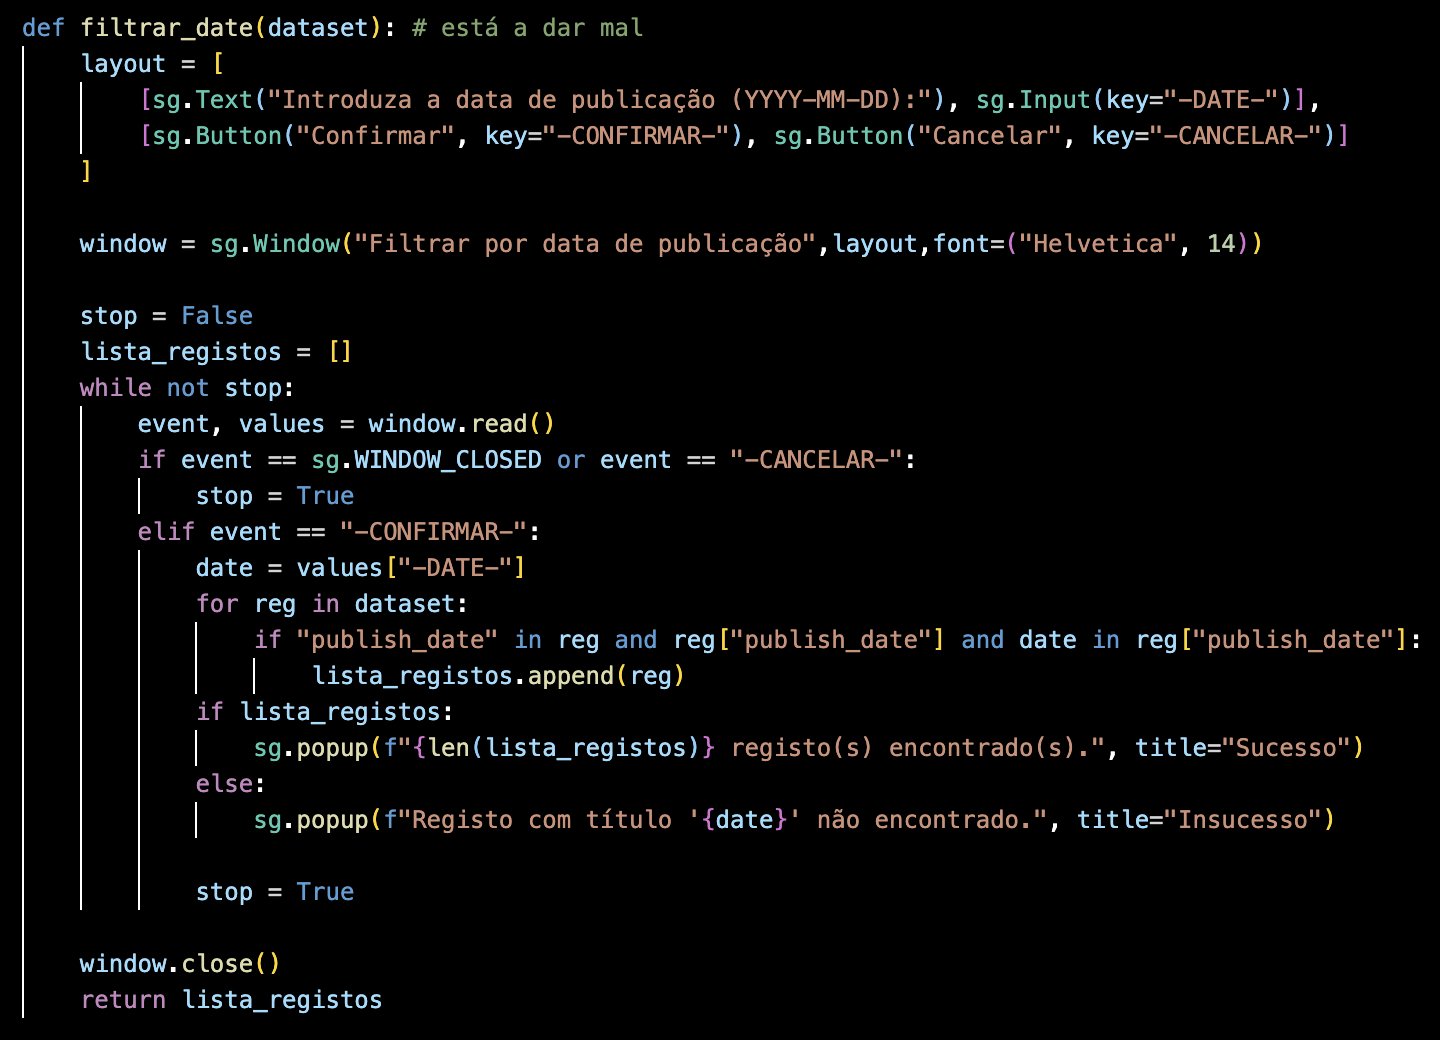 def filtrar_date(dataset): # está a dar mal
    layout = [
        [sg.Text("Introduza a data de publicação (YYYY-MM-DD):"), sg.Input(key="-DATE-")],
        [sg.Button("Confirmar", key="-CONFIRMAR-"), sg.Button("Cancelar", key="-CANCELAR-")]
    ]

    window = sg.Window("Filtrar por data de publicação",layout,font=("Helvetica", 14))

    stop = False
    lista_registos = []
    while not stop:
        event, values = window.read()
        if event == sg.WINDOW_CLOSED or event == "-CANCELAR-":
            stop = True
        elif event == "-CONFIRMAR-":
            date = values["-DATE-"]
            for reg in dataset:
                if "publish_date" in reg and reg["publish_date"] and date in reg["publish_date"]:
                    lista_registos.append(reg)
            if lista_registos:
                sg.popup(f"{len(lista_registos)} registo(s) encontrado(s).", title="Sucesso")
            else:
                sg.popup(f"Registo com título '{date}' não encontrado.", title="Insucesso")

            stop = True

    window.close()
    return lista_registos